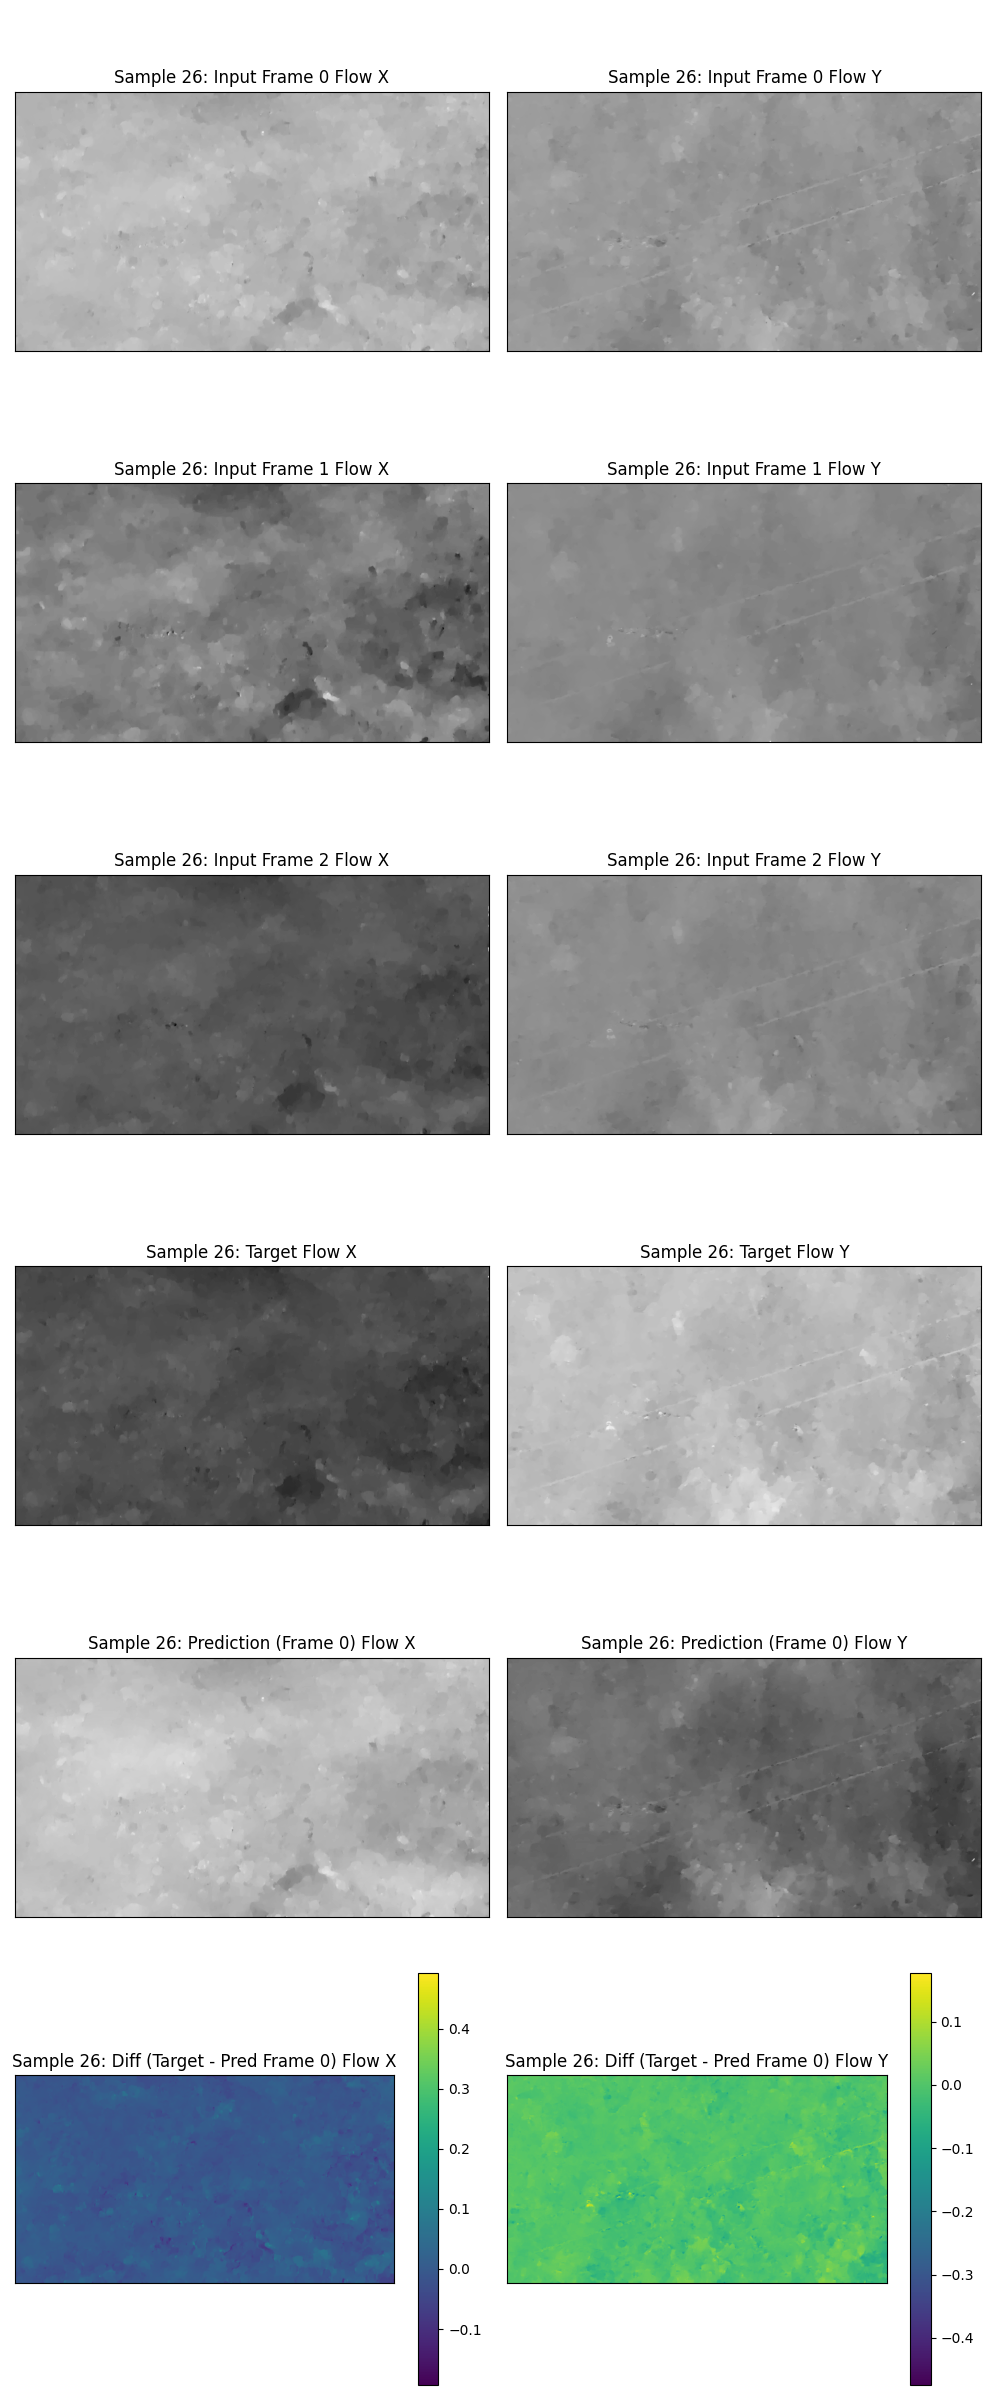 Sample 26: Input Frame 0 Flow X
Sample 26: Input Frame 0 Flow Y
Sample 26: Input Frame 1 Flow X
Sample 26: Input Frame 1 Flow Y
Sample 26: Input Frame 2 Flow X
Sample 26: Input Frame 2 Flow Y
Sample 26: Target Flow X
Sample 26: Target Flow Y
Sample 26: Prediction (Frame 0) Flow X
Sample 26: Prediction (Frame 0) Flow Y
Sample 26: Diff (Target - Pred Frame 0) Flow X
0.4
0.3
0.2
0.1
0.0
−0.1
Sample 26: Diff (Target - Pred Frame 0) Flow Y
0.1
0.0
−0.1
−0.2
−0.3
−0.4